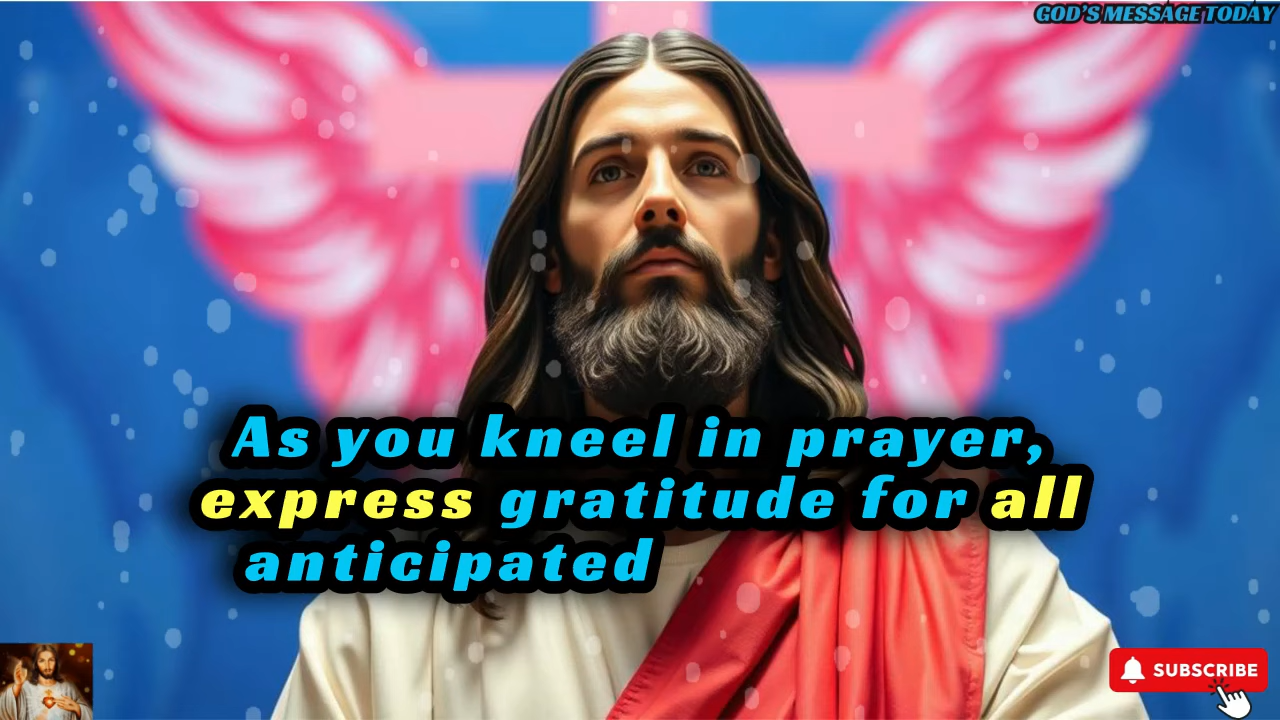 GOD'S MESSAGE TODAY
As you kneel in prayer,
express gratitude for all
anticipated
SUBSCRIBE